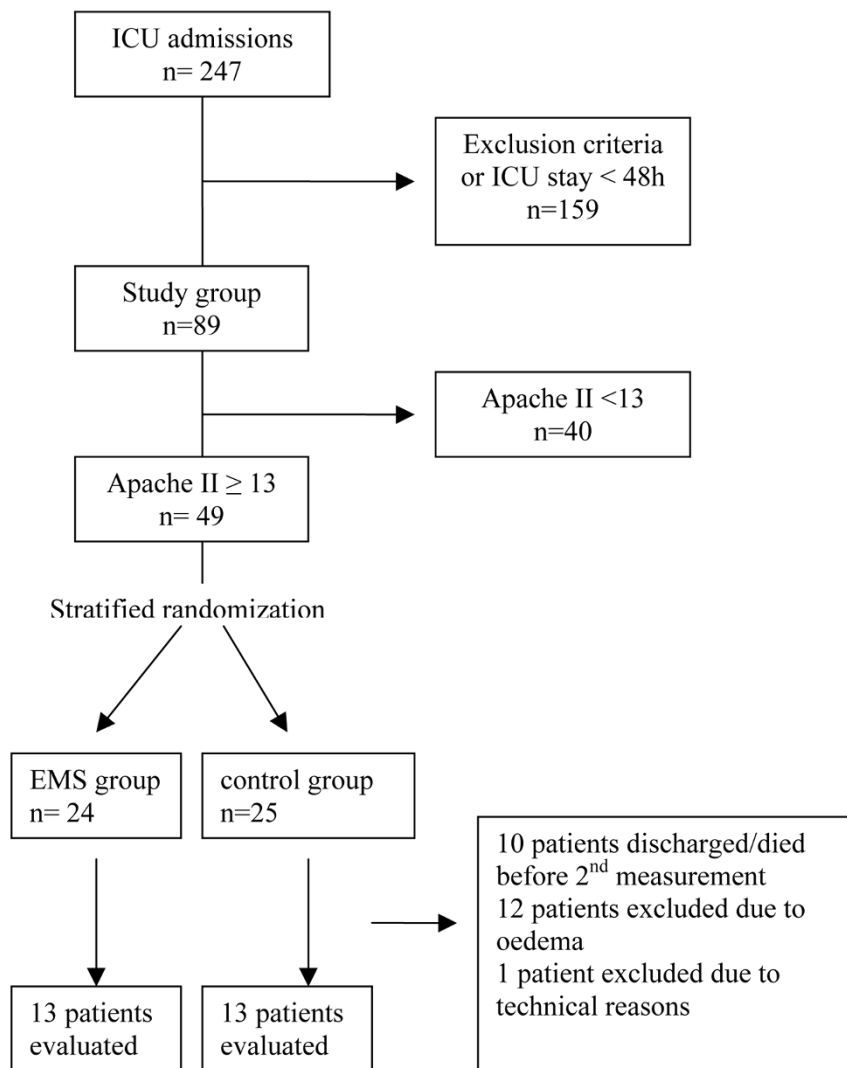 ICU admissions
n= 247
Exclusion criteria
or ICU stay < 48h
n=159
Study group
n=89
Apache II <13
n=40
Apache II ≥ 13
n= 49
Stratified randomization
EMS group
n= 24
control group
n=25
10 patients discharged/died
before 2nd measurement
12 patients excluded due to
oedema
1 patient excluded due to
technical reasons
13 patients
evaluated
13 patients
evaluated